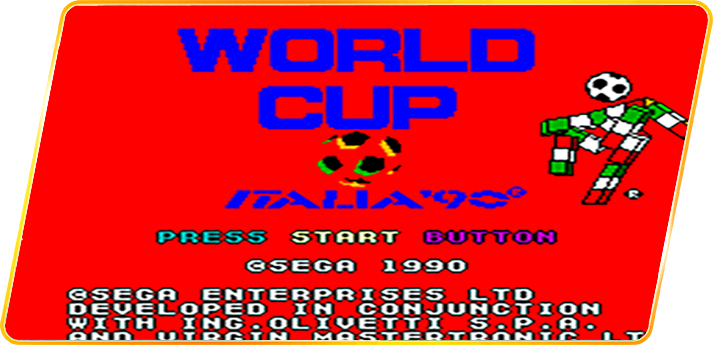 WORLD
CUP
ITALIA'90®
PRESS START BUTTON
©SEGA 1990
®
©SEGA ENTERPRISES LTD
DEVELOPED IN CONJUNCTION
WITH ING.OLIVETTI S.P.A.
AND VIRGIN MASTERTRONIC LT